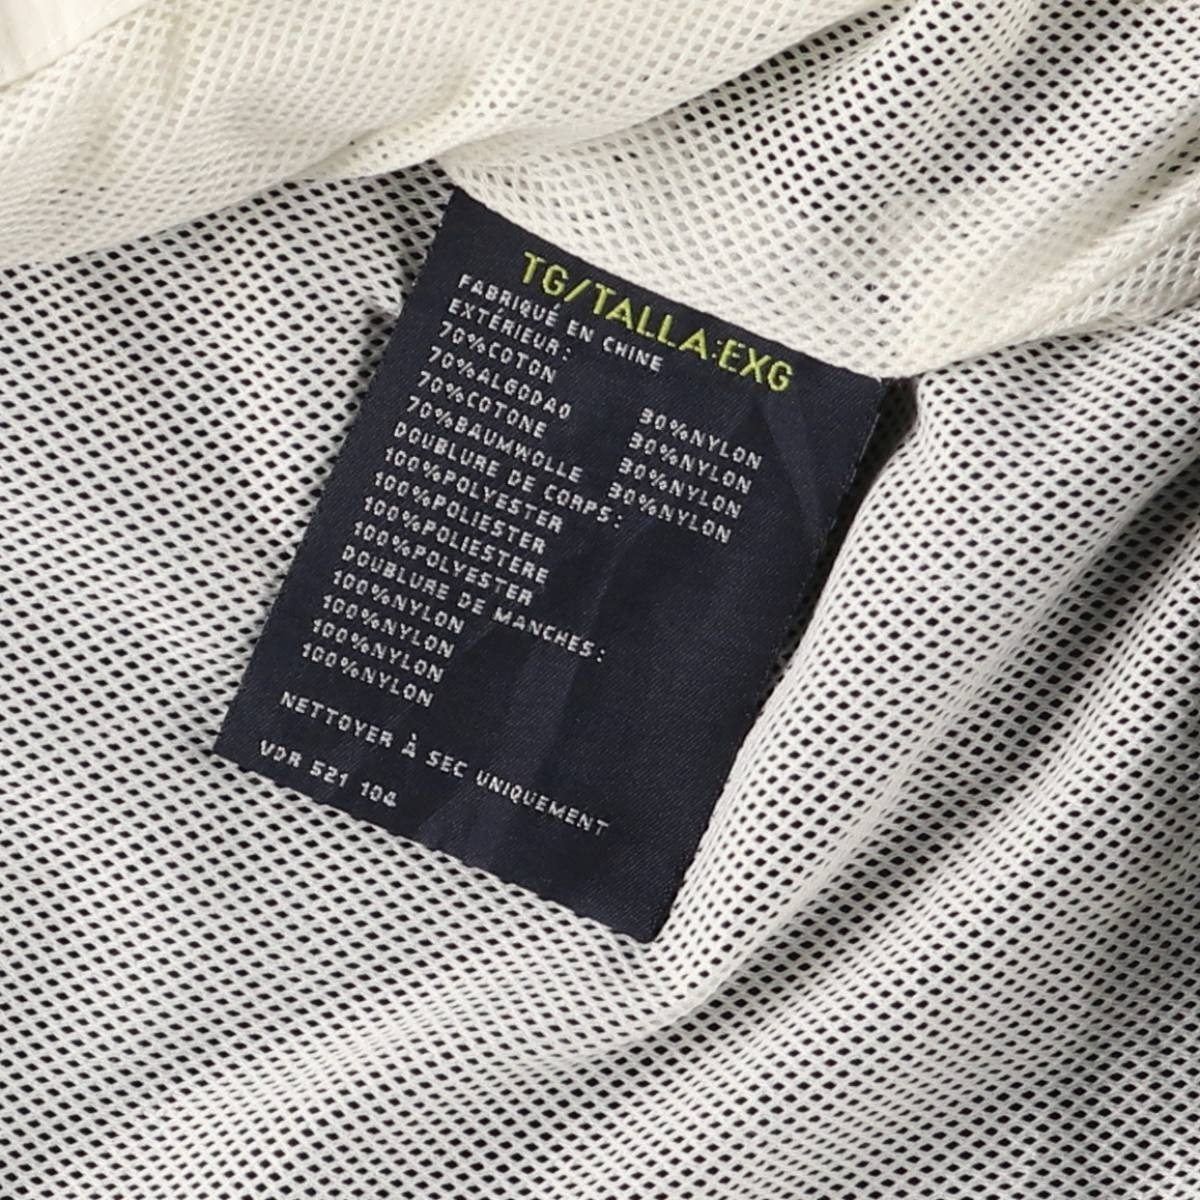 TG/TALLA:EXG
FABRIQUÉ EN CHINE
EXTÉRIEUR:
70%COTON 30%NYLON
70%ALGODAO 30%NYLON
70%COTONE 30%NYLON
70%BAUMWOLLE 30%NYLON
DOUBLURE DE CORPS:
100%POLYESTER
100%POLIESTER
100%POLIESTERE
100%POLYESTER
DOUBLURE DE MANCHES:
100%NYLON
100%NYLON
100%NYLON
100%NYLON
NETTOYER À SEC UNIQUEMENT
VDR 521 104